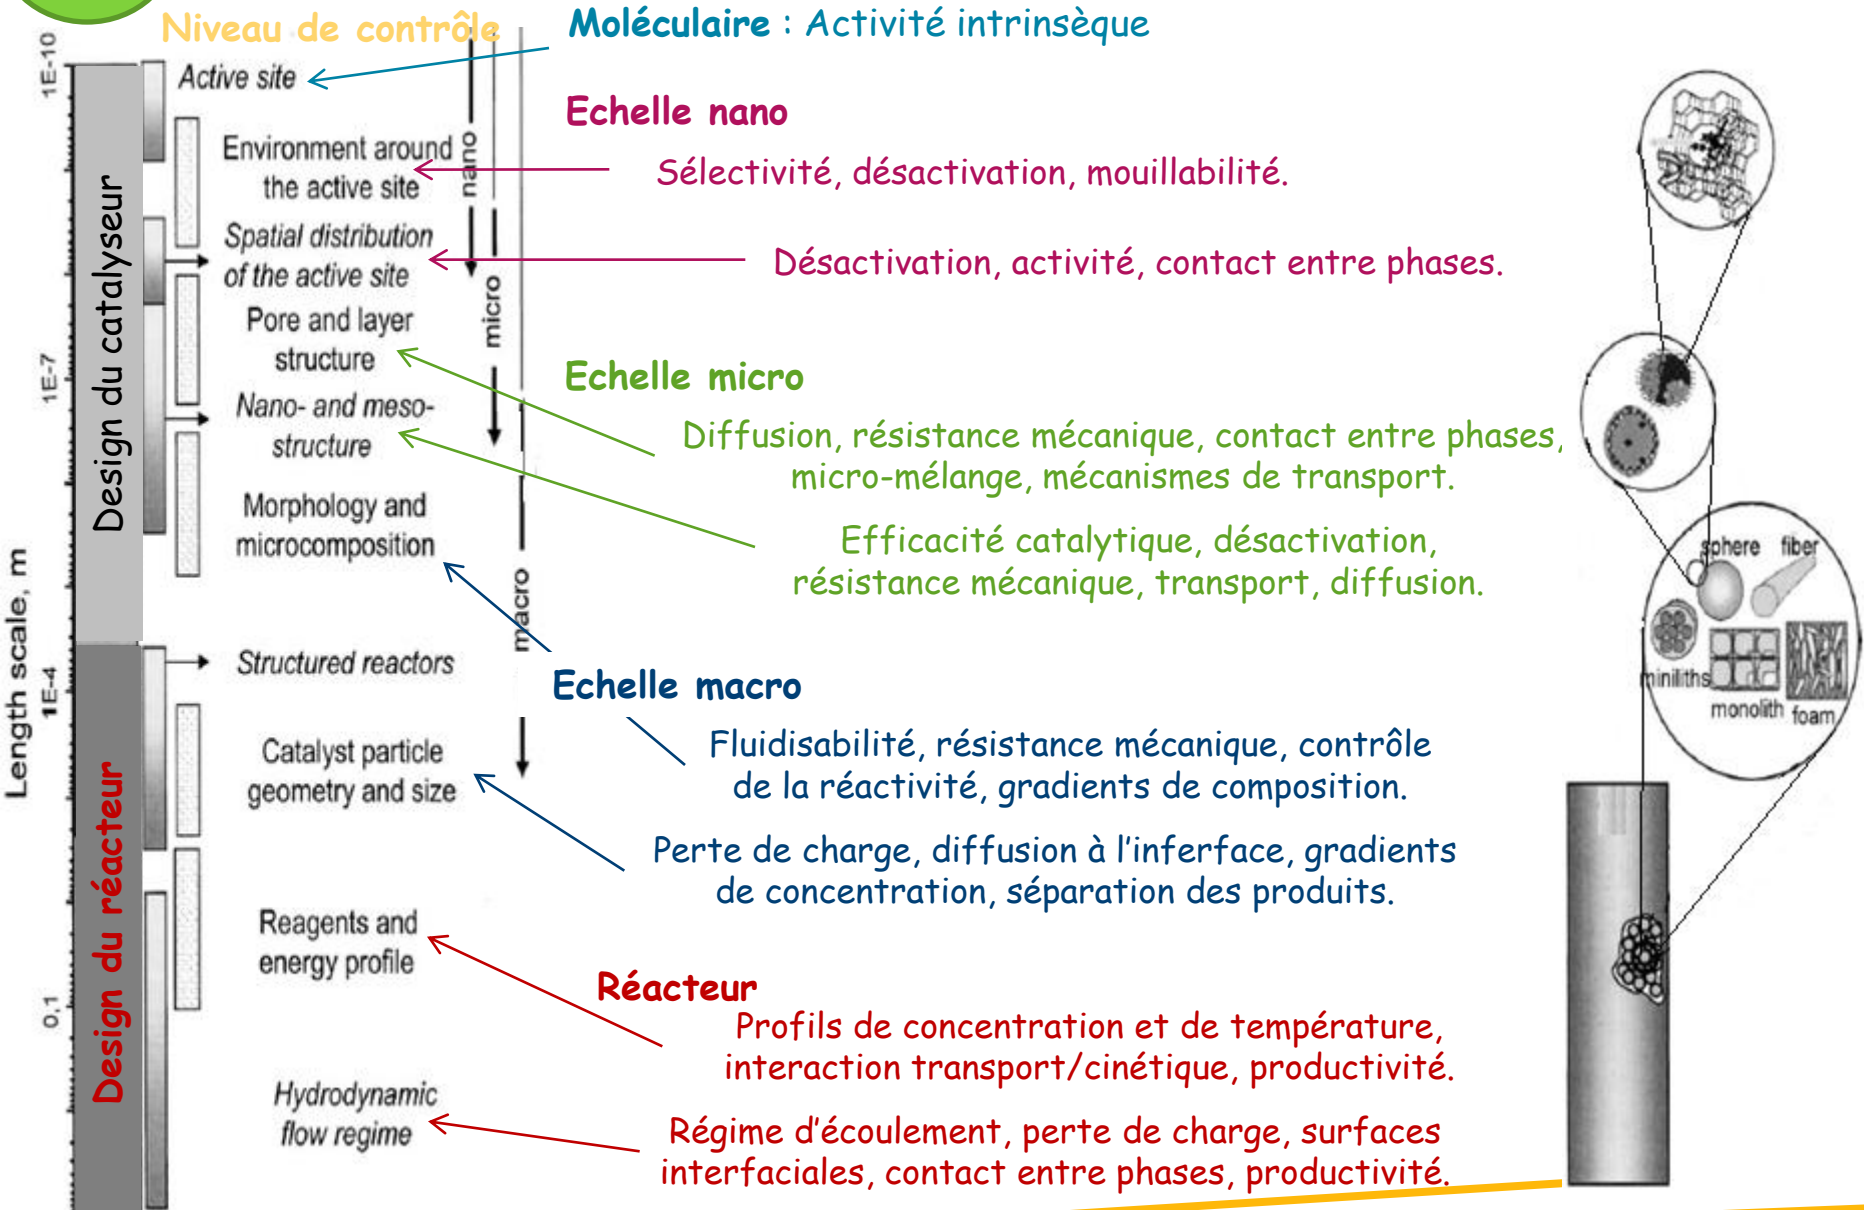 Niveau de contrôle
Moléculaire : Activité intrinsèque
1E-10
Active site
Echelle nano
Environment around
the active site
nano
Sélectivité, désactivation, mouillabilité.
Spatial distribution
of the active site
Désactivation, activité, contact entre phases.
Design du catalyseur
Pore and layer
structure
micro
1E-7
Echelle micro
Nano- and meso-
structure
Diffusion, résistance mécanique, contact entre phases,
micro-mélange, mécanismes de transport.
Morphology and
microcomposition
Efficacité catalytique, désactivation,
résistance mécanique, transport, diffusion.
sphere
fiber
miniliths
monolith
foam
Length scale, m
macro
Structured reactors
1E-4
Echelle macro
Catalyst particle
geometry and size
Fluidisabilité, résistance mécanique, contrôle
de la réactivité, gradients de composition.
Perte de charge, diffusion à l’inferface, gradients
de concentration, séparation des produits.
Design du réacteur
Reagents and
energy profile
0,1
Réacteur
Profils de concentration et de température,
interaction transport/cinétique, productivité.
Hydrodynamic
flow regime
Régime d’écoulement, perte de charge, surfaces
interfaciales, contact entre phases, productivité.